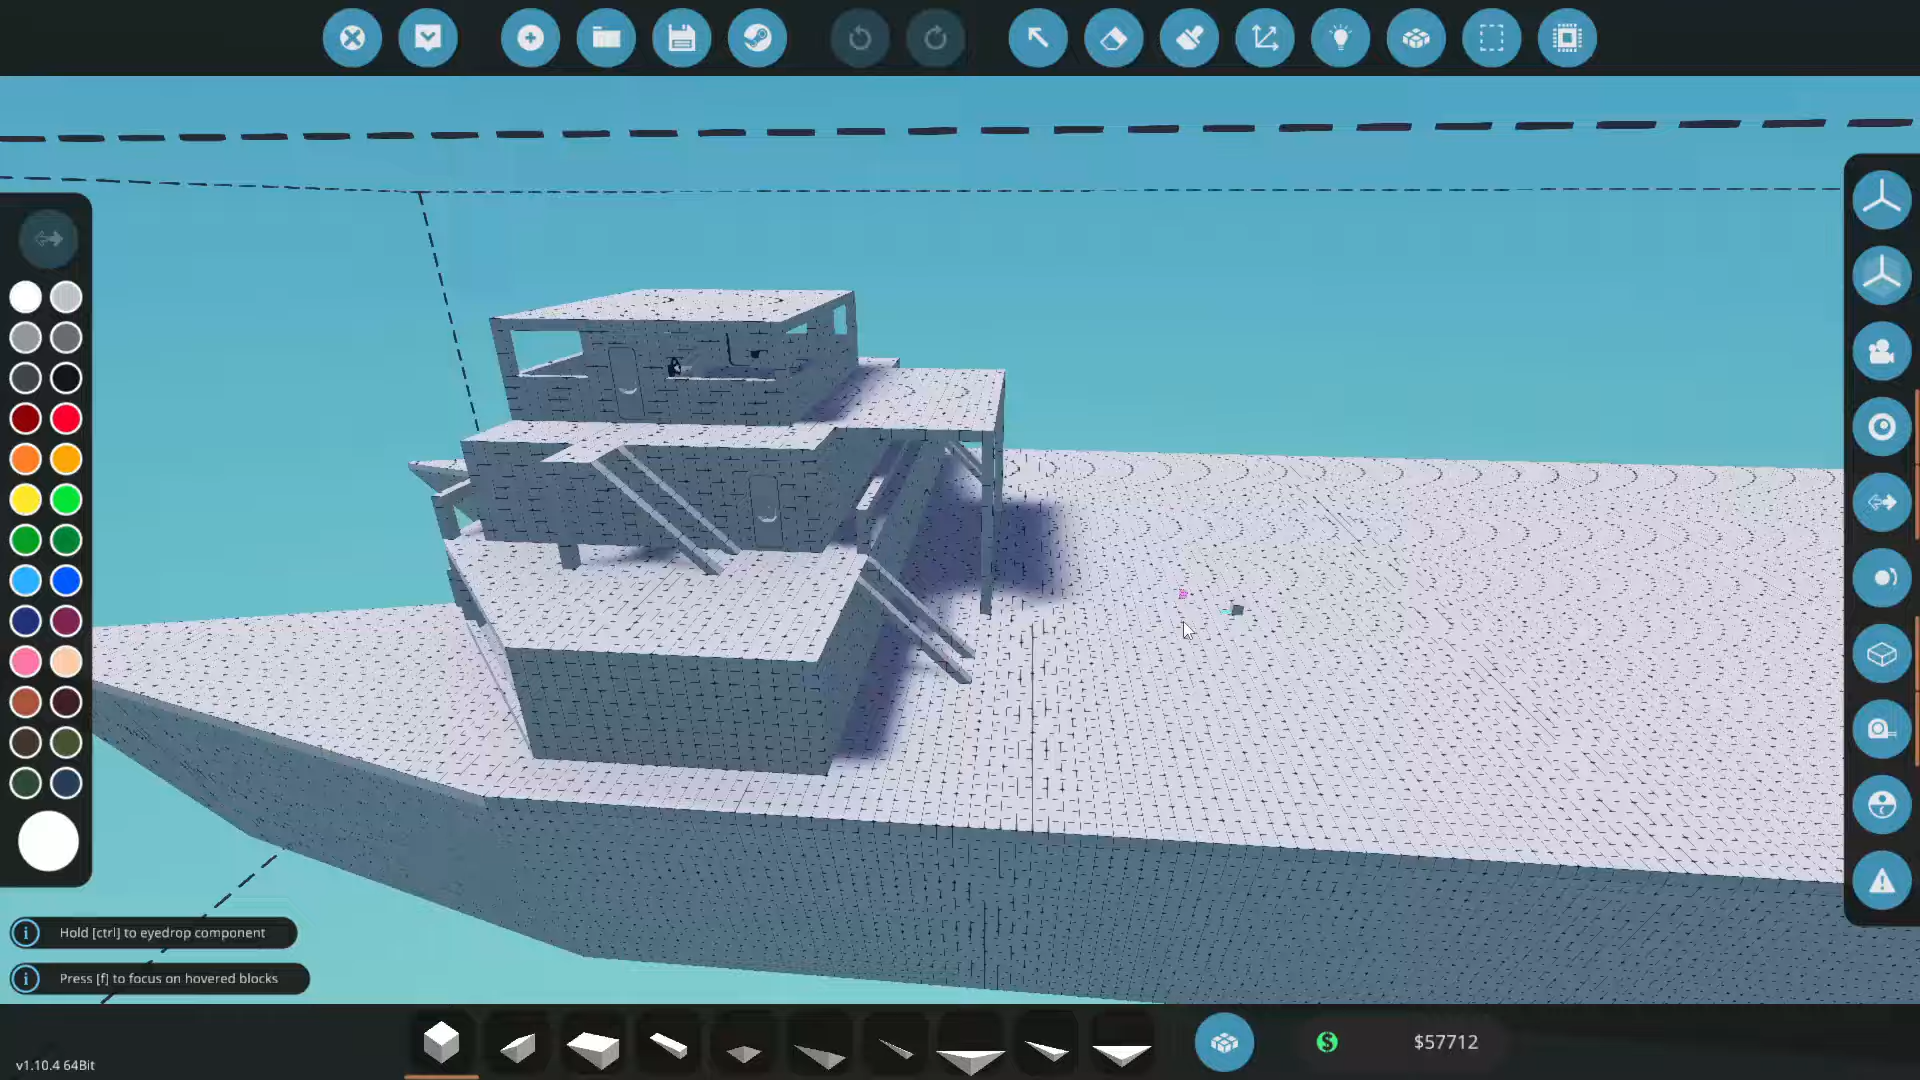 Hold [ctrl] to eyedrop component
Press [f] to focus on hovered blocks
$57712
v1.10.4 64Bit